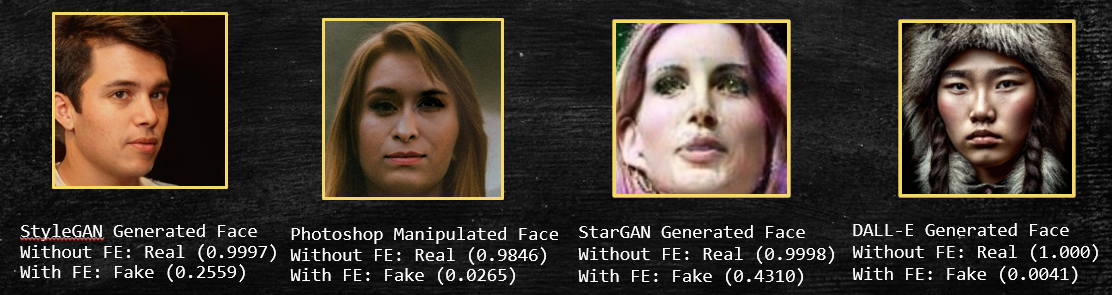 StyleGAN Generated Face
Without FE: Real (0.9997)
With FE: Fake (0.2559)
Photoshop Manipulated Face
Without FE: Real (0.9846)
With FE: Fake (0.0265)
StarGAN Generated Face
Without FE: Real (0.9998)
With FE: Fake (0.4310)
DALL-E Generated Face
Without FE: Real (1.000)
With FE: Fake (0.0041)